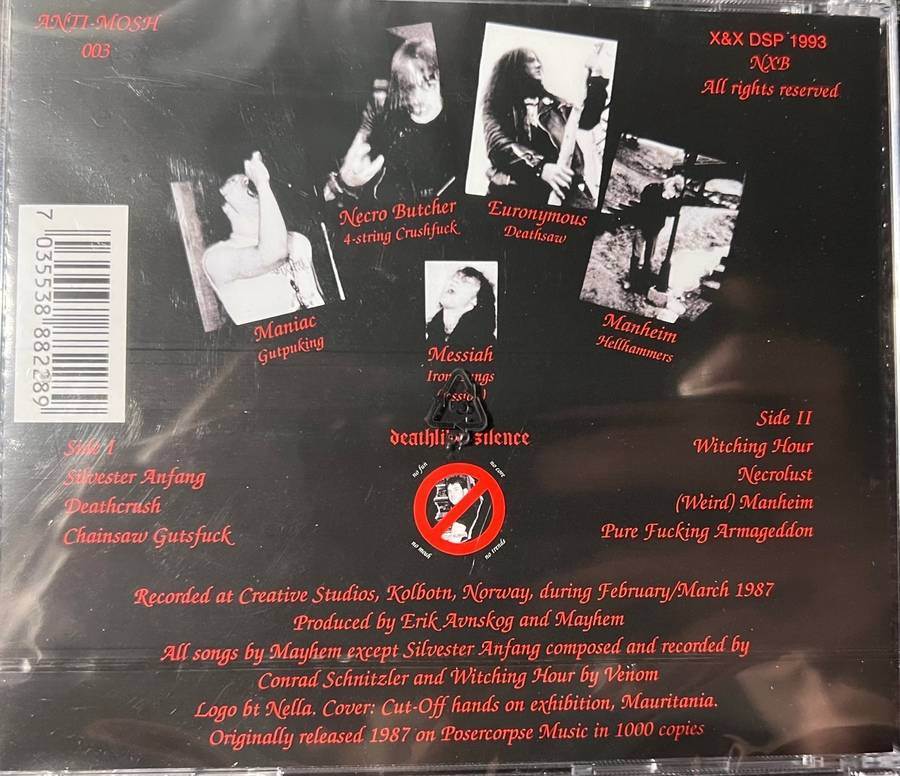 ANTI-MOSH
003
X&X DSP 1993
NXB
All rights reserved
Necro Butcher
4-string Crushfuck
Euronymous
Deathsaw
Maniac
Gutpuking
Messiah
Manheim
Hellhammers
7 035538 882289
deathlike silence
no fun
no core
no mosh
no trends
Side I
Silvester Anfang
Deathcrush
Chainsaw Gutsfuck
Side II
Witching Hour
Necrolust
(Weird) Manheim
Pure Fucking Armageddon
Recorded at Creative Studios, Kolbotn, Norway, during February/March 1987
Produced by Erik Avnskog and Mayhem
All songs by Mayhem except Silvester Anfang composed and recorded by
Conrad Schnitzler and Witching Hour by Venom
Logo bt Nella. Cover: Cut-Off hands on exhibition, Mauritania.
Originally released 1987 on Posercorpse Music in 1000 copies